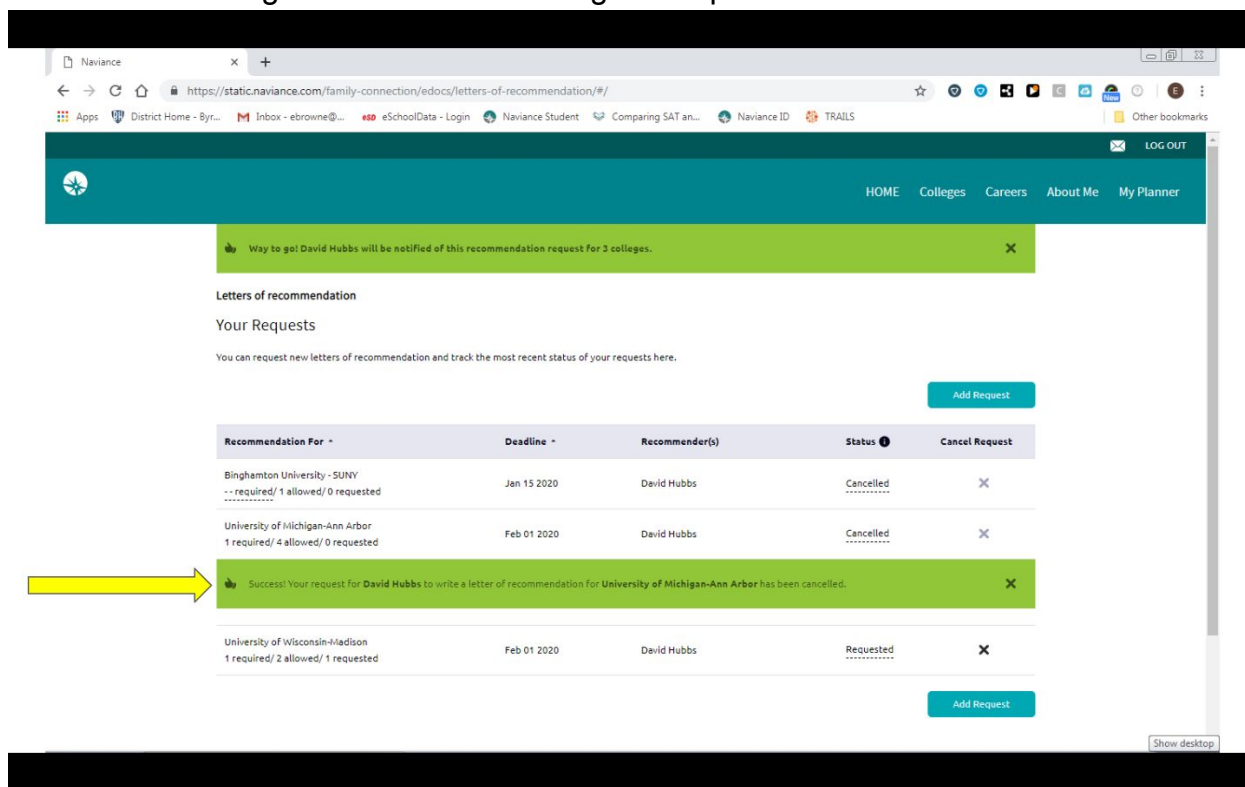 Naviance
https://static.naviance.com/family-connection/edocs/letters-of-recommendation/#/
New
E
Apps District Home - Byr... Inbox - ebrowne@... esd eSchoolData - Login Naviance Student Comparing SAT an... Naviance ID TRAILS Other bookmarks
LOG OUT
HOME Colleges Careers About Me My Planner
Way to go! David Hubbs will be notified of this recommendation request for 3 colleges.
Letters of recommendation
Your Requests
You can request new letters of recommendation and track the most recent status of your requests here.
Add Request
Recommendation For Deadline Recommender(s) Status Cancel Request
Binghamton University - SUNY
-- required/ 1 allowed/ 0 requested
Jan 15 2020 David Hubbs Cancelled
University of Michigan-Ann Arbor
1 required/ 4 allowed/ 0 requested
Feb 01 2020 David Hubbs Cancelled
Success! Your request for David Hubbs to write a letter of recommendation for University of Michigan-Ann Arbor has been cancelled.
University of Wisconsin-Madison
1 required/ 2 allowed/ 1 requested
Feb 01 2020 David Hubbs Requested
Add Request
Show desktop